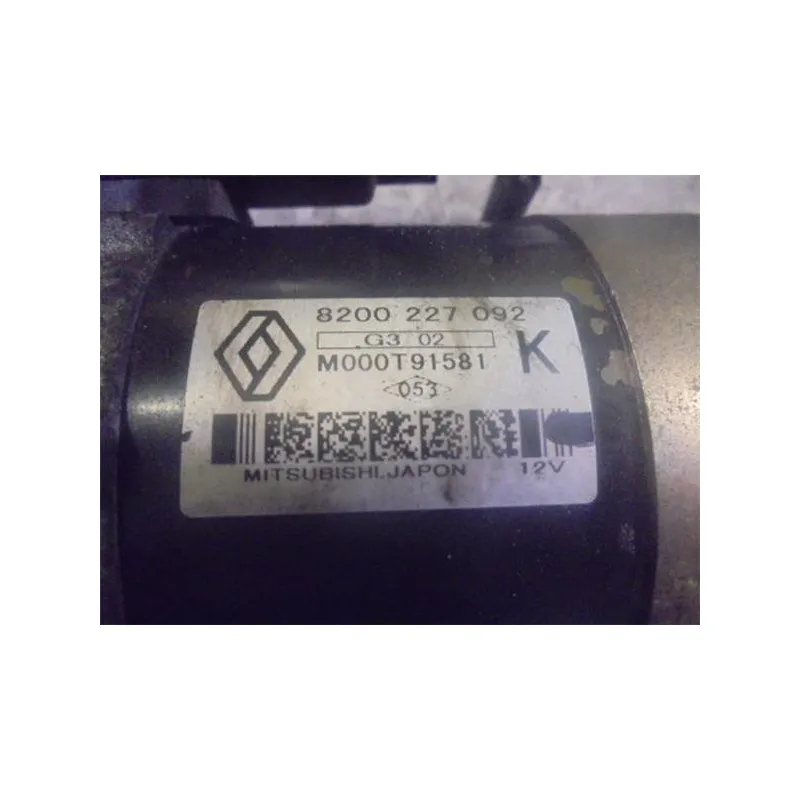 8200 227 092
G3 02
M000T91581 K
053
MITSUBISHI.JAPON 12V